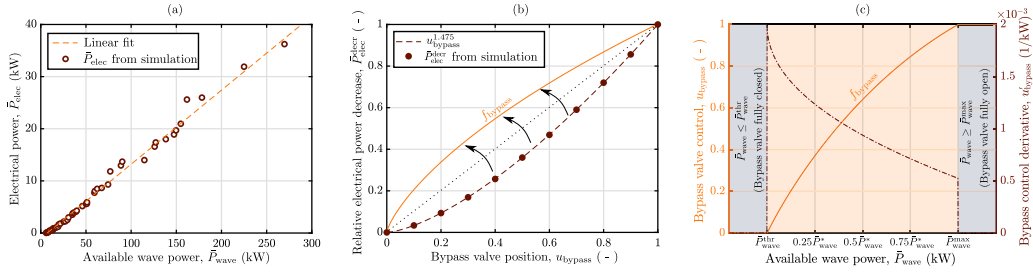 (a)
Electrical power, P̄elec (kW)
40
30
20
10
0
Linear fit
P̄elec from simulation
0 50 100 150 200 250 300
Available wave power, P̄wave (kW)
(b)
Relative electrical power decrease, P̄decr elec ( - )
1
0.8
0.6
0.4
0.2
0
u1.475 bypass
P̄decr elec from simulation
fbypass
0 0.2 0.4 0.6 0.8 1
Bypass valve position, ubypass ( - )
(c)
×10−3
Bypass valve control, ubypass ( - )
1
0.8
0.6
0.4
0.2
0
P̄wave ≤ P̄thr wave
(Bypass valve fully closed)
fbypass
P̄wave ≥ P̄max wave
(Bypass valve fully open)
2
1.5
1
0.5
0
Bypass control derivative, u′bypass (1/kW)
P̄thr wave 0.25P̄* wave 0.5P̄* wave 0.75P̄* wave P̄max wave
Available wave power, P̄wave (kW)